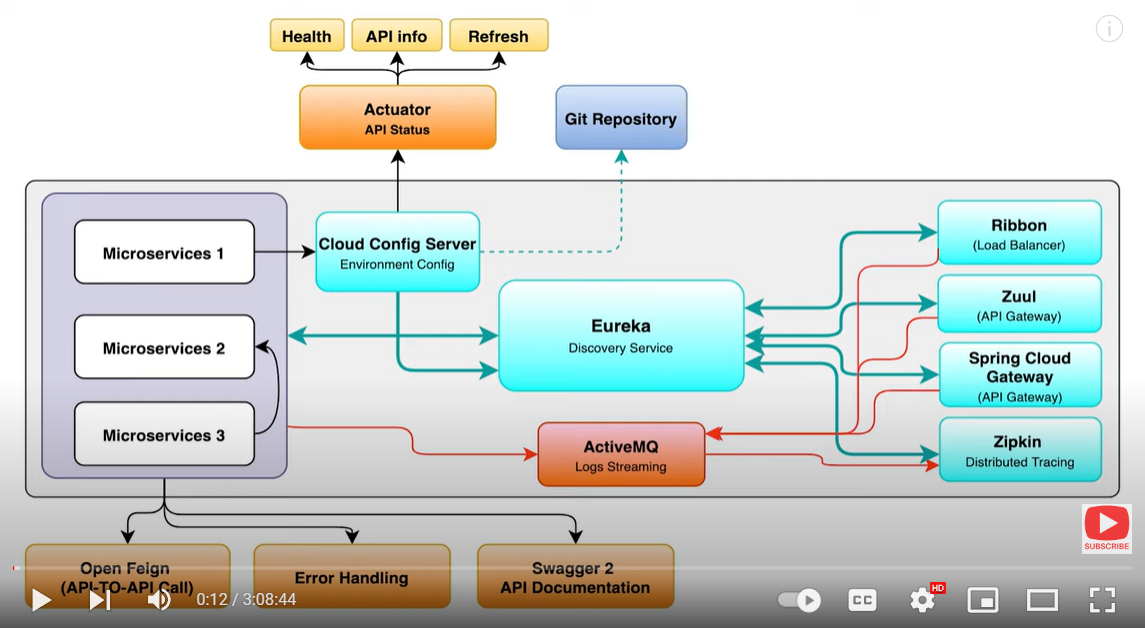 Health
API info
Refresh
Actuator
API Status
Git Repository
Microservices 1
Cloud Config Server
Environment Config
Ribbon
(Load Balancer)
Zuul
(API Gateway)
Eureka
Discovery Service
Microservices 2
Spring Cloud
Gateway
(API Gateway)
Microservices 3
ActiveMQ
Logs Streaming
Zipkin
Distributed Tracing
SUBSCRIBE
Open Feign
(API-TO-API Call)
Error Handling
Swagger 2
API Documentation
0:12 / 3:08:44
CC
HD